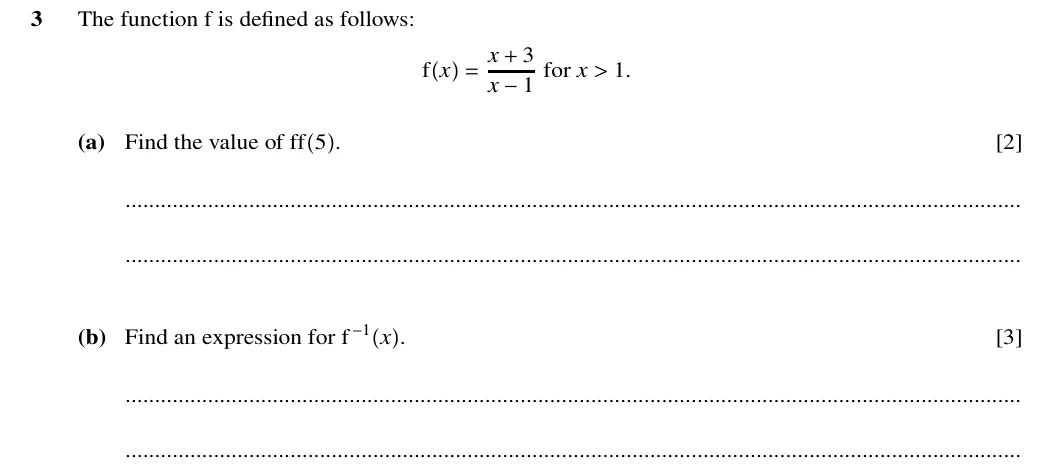 3 The function f is defined as follows:
f(x) = \frac{x + 3}{x − 1} for x > 1.
(a) Find the value of ff(5). [2]
................................................................................
................................................................................
(b) Find an expression for f⁻¹(x). [3]
................................................................................
................................................................................